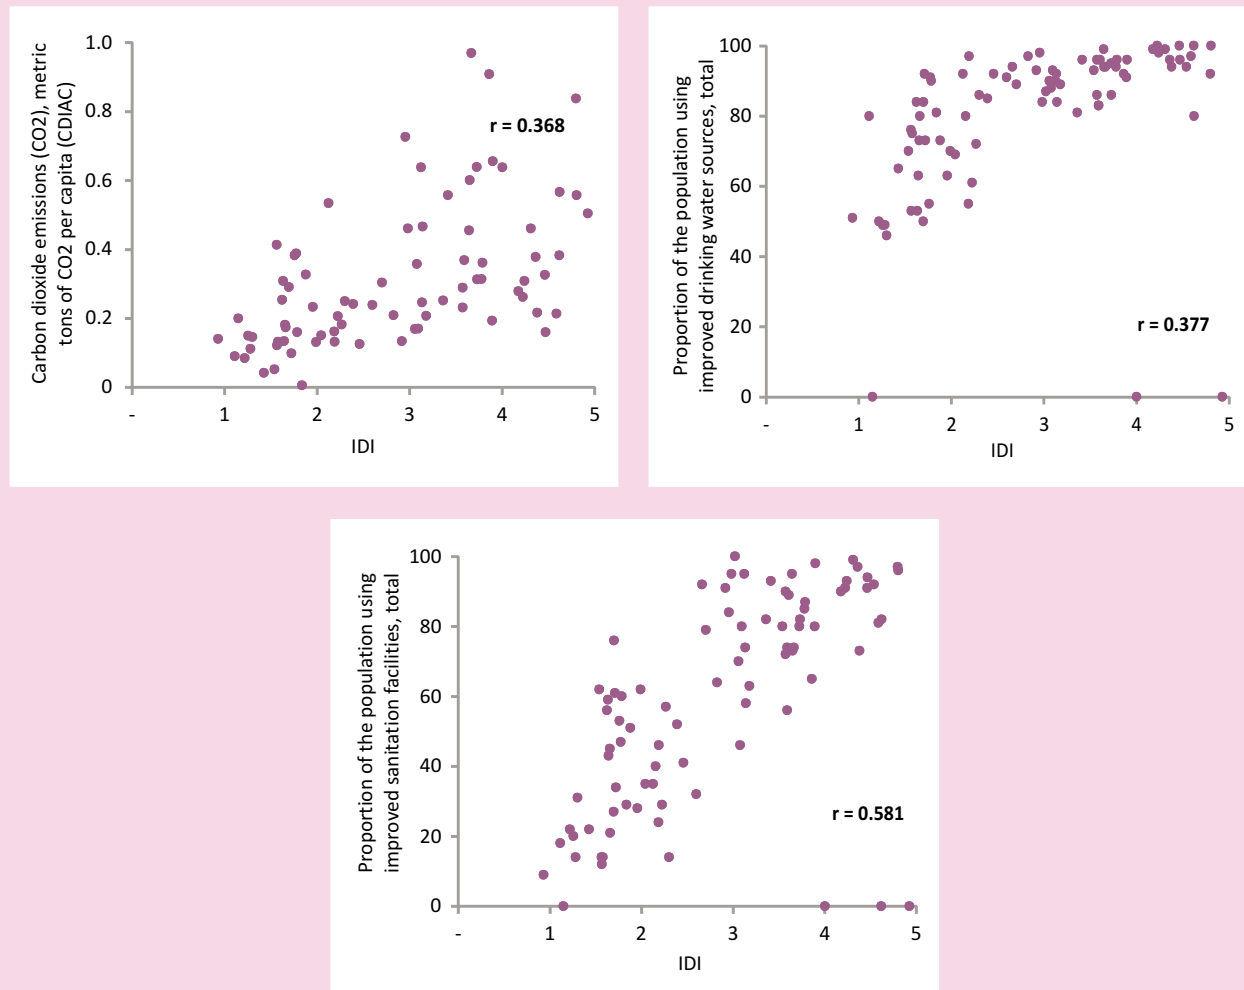 Carbon dioxide emissions (CO2), metric
tons of CO2 per capita (CDIAC)
1.0
0.8
0.6
0.4
0.2
0
r = 0.368
- 1 2 3 4 5
IDI
Proportion of the population using
improved drinking water sources, total
100
80
60
40
20
0
r = 0.377
- 1 2 3 4 5
IDI
Proportion of the population using
improved sanitation facilities, total
100
80
60
40
20
0
r = 0.581
- 1 2 3 4 5
IDI